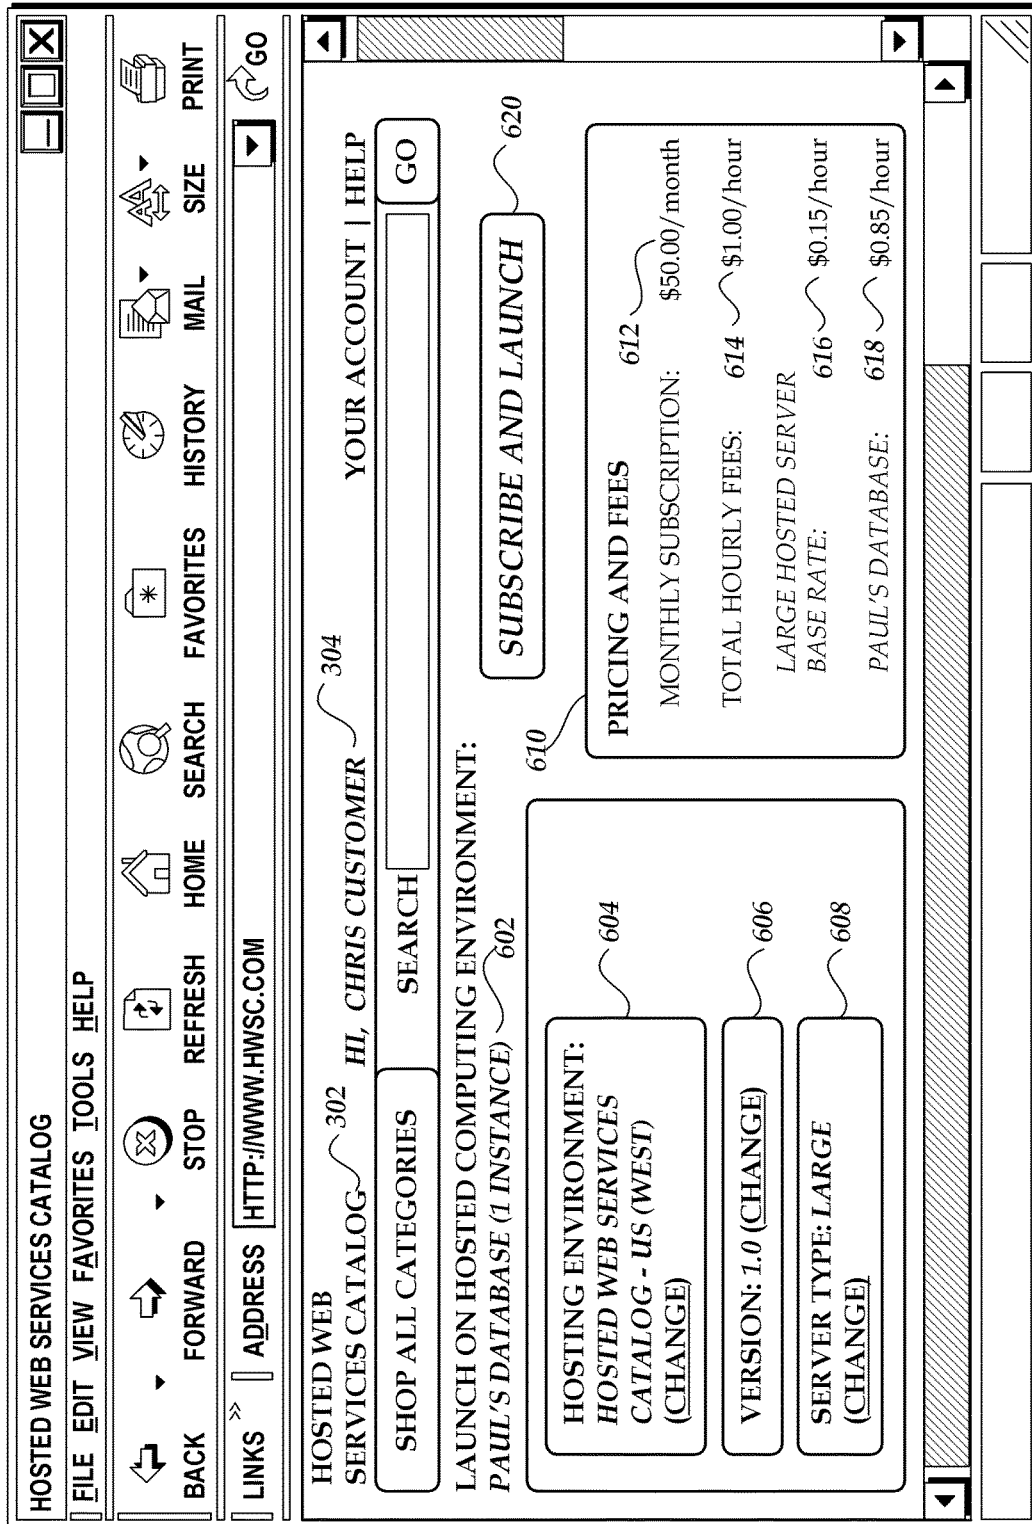 HOSTED WEB SERVICES CATALOG
FILE EDIT VIEW FAVORITES TOOLS HELP
BACK FORWARD STOP REFRESH HOME SEARCH FAVORITES HISTORY MAIL SIZE PRINT
LINKS » ADDRESS HTTP://WWW.HWSC.COM GO
HOSTED WEB
SERVICES CATALOG 302 HI, CHRIS CUSTOMER 304 YOUR ACCOUNT | HELP
SHOP ALL CATEGORIES SEARCH GO
LAUNCH ON HOSTED COMPUTING ENVIRONMENT:
PAUL'S DATABASE (1 INSTANCE) 602
SUBSCRIBE AND LAUNCH 620
HOSTING ENVIRONMENT:
HOSTED WEB SERVICES
CATALOG - US (WEST)
(CHANGE)
604
VERSION: 1.0 (CHANGE) 606
SERVER TYPE: LARGE
(CHANGE)
608
610
PRICING AND FEES
612
MONTHLY SUBSCRIPTION: $50.00/month
TOTAL HOURLY FEES: 614 $1.00/hour
LARGE HOSTED SERVER
BASE RATE: 616 $0.15/hour
PAUL'S DATABASE: 618 $0.85/hour